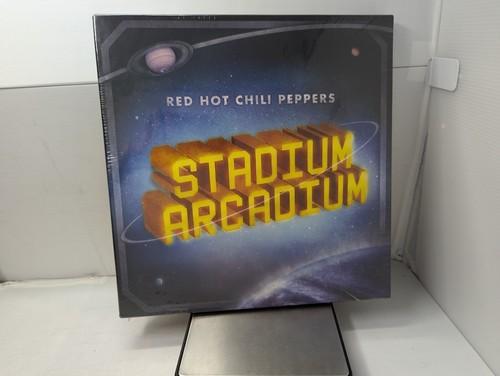 RED HOT CHILI PEPPERS
STADIUM
ARCADIUM